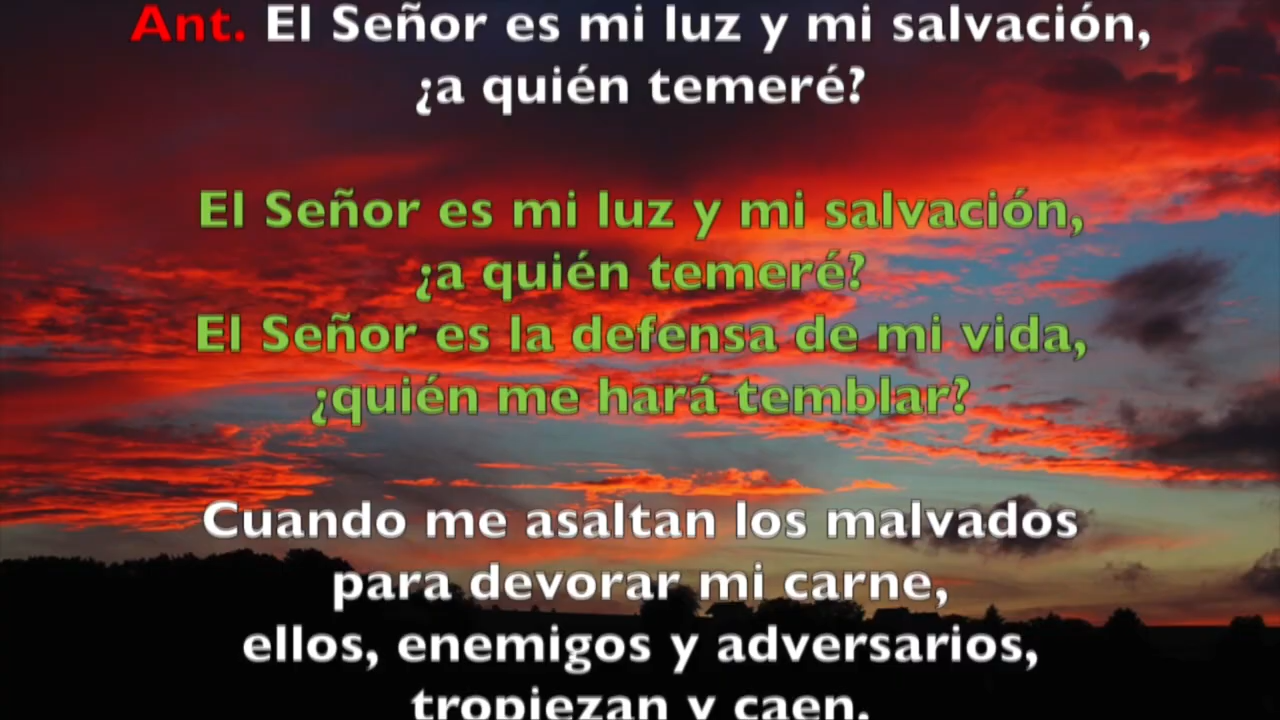 Ant. El Señor es mi luz y mi salvación,
¿a quién temeré?
El Señor es mi luz y mi salvación,
¿a quién temeré?
El Señor es la defensa de mi vida,
¿quién me hará temblar?
Cuando me asaltan los malvados
para devorar mi carne,
ellos, enemigos y adversarios,
tropiezan y caen.